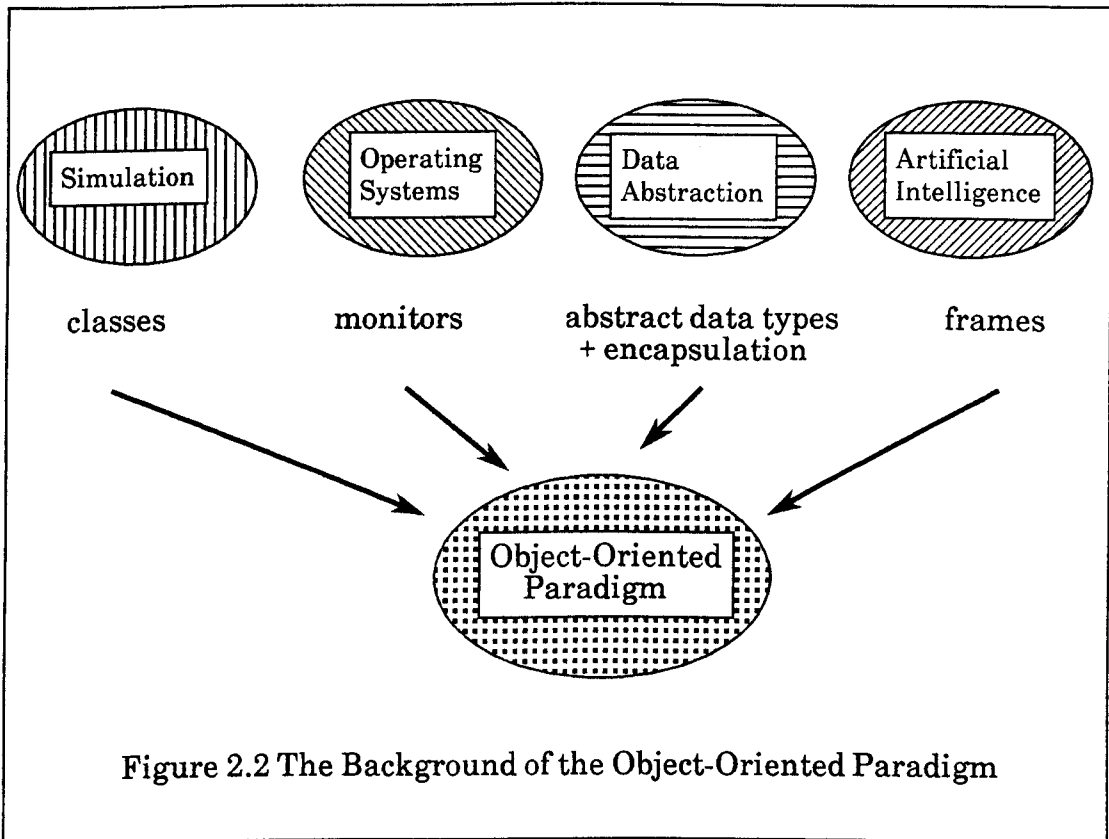 Simulation
Operating
Systems
Data
Abstraction
Artificial
Intelligence
classes
monitors
abstract data types
+ encapsulation
frames
Object-Oriented
Paradigm
Figure 2.2 The Background of the Object-Oriented Paradigm